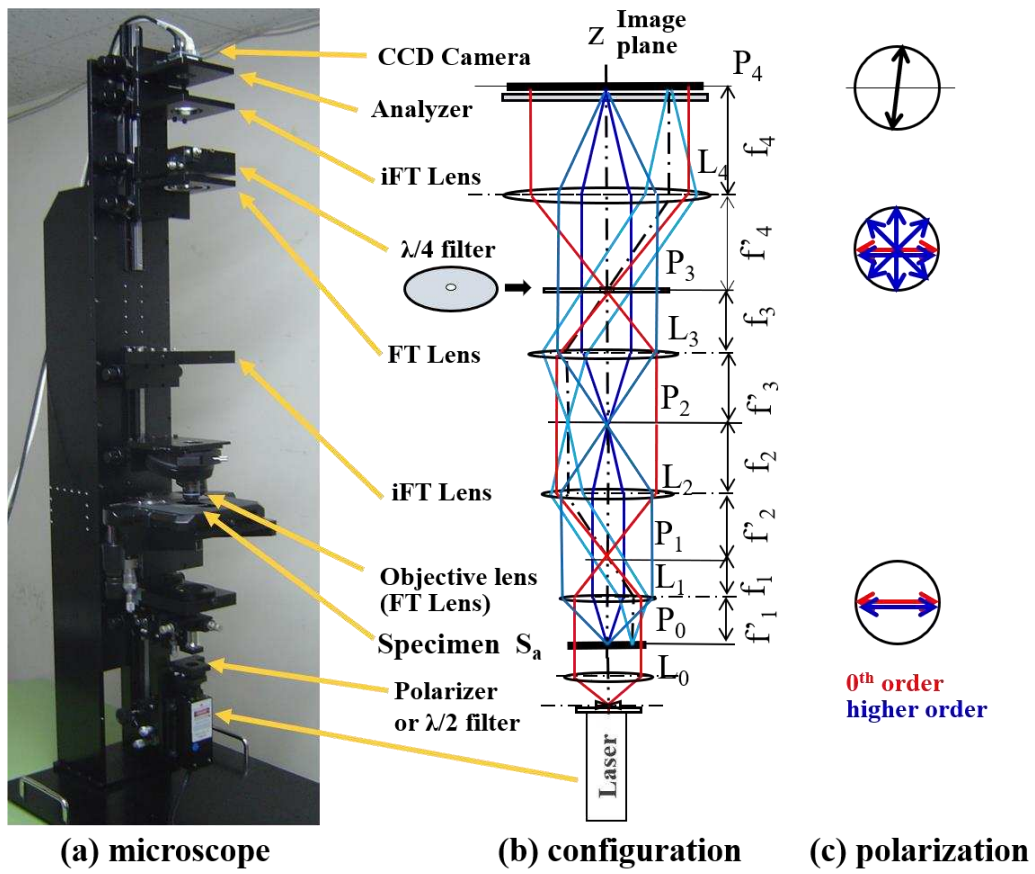 CCD Camera
Analyzer
iFT Lens
λ/4 filter
FT Lens
iFT Lens
Objective lens
(FT Lens)
Specimen Sₐ
Polarizer
or λ/2 filter
Z
Image
plane
P₄
f₄
L₄
f'₄
P₃
f₃
L₃
f'₃
P₂
f₂
L₂
f'₂
P₁
f₁
L₁
f'₁
P₀
L₀
Laser
0ᵗʰ order
higher order
(a) microscope
(b) configuration
(c) polarization